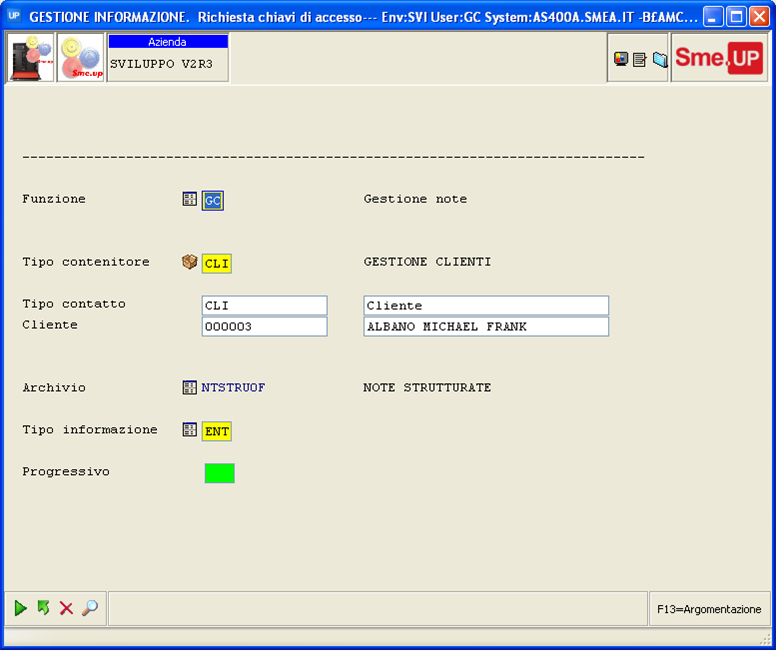 UP GESTIONE INFORMAZIONE. Richiesta chiavi di accesso--- Env:SVI User:GC System:AS400A.SMEA.IT -B£AMC...
Sme.up
Azienda
SVILUPPO V2R3
Sme.UP
Funzione GC Gestione note
Tipo contenitore CLI GESTIONE CLIENTI
Tipo contatto CLI Cliente
Cliente 000003 ALBANO MICHAEL FRANK
Archivio NTSTRU0F NOTE STRUTTURATE
Tipo informazione ENT
Progressivo
F13=Argomentazione